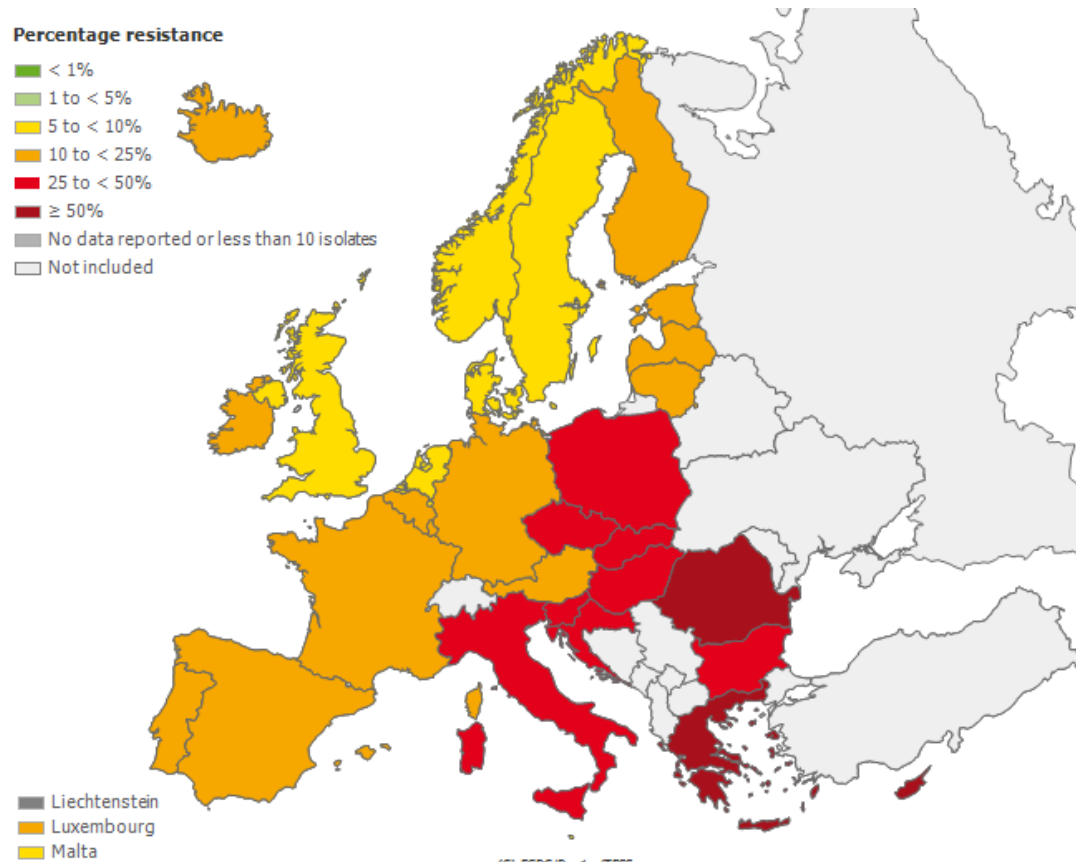 Percentage resistance
< 1%
1 to < 5%
5 to < 10%
10 to < 25%
25 to < 50%
≥ 50%
No data reported or less than 10 isolates
Not included
Liechtenstein
Luxembourg
Malta